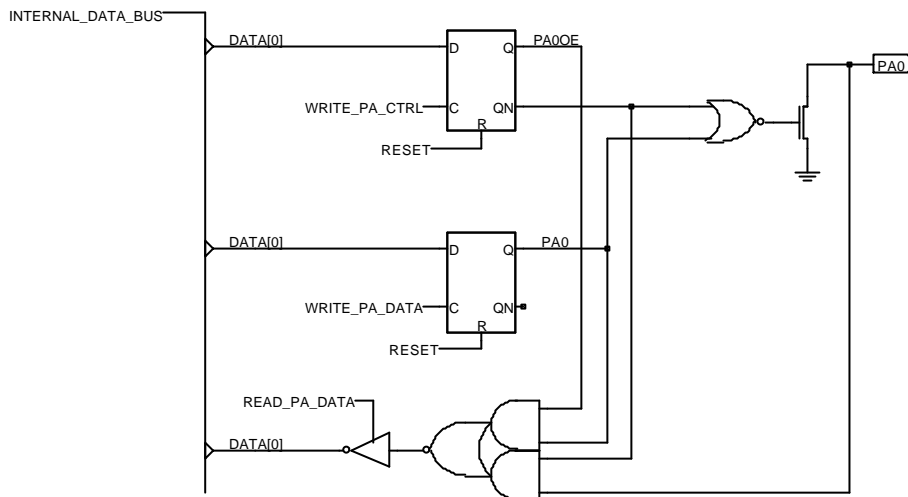 INTERNAL_DATA_BUS
DATA[0]
D
Q
PA0OE
PA0
WRITE_PA_CTRL
C
QN
R
RESET
DATA[0]
D
Q
PA0
WRITE_PA_DATA
C
QN
R
RESET
READ_PA_DATA
DATA[0]